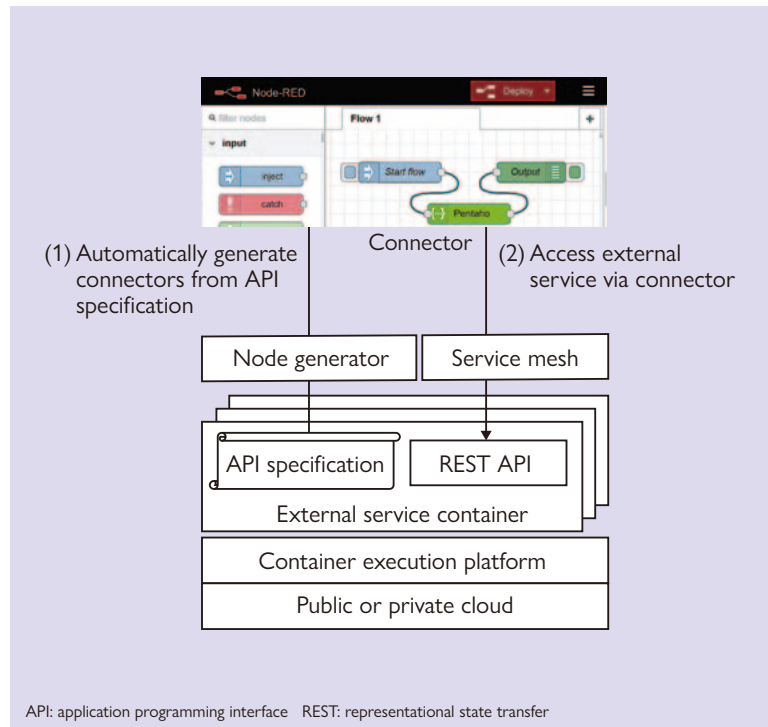 Node-RED
Deploy
filter nodes
Flow 1
+
input
inject
catch
Start flow
Output
{·} Pentaho
(1) Automatically generate
connectors from API
specification
Connector
(2) Access external
service via connector
Node generator
Service mesh
API specification
REST API
External service container
Container execution platform
Public or private cloud
API: application programming interface REST: representational state transfer